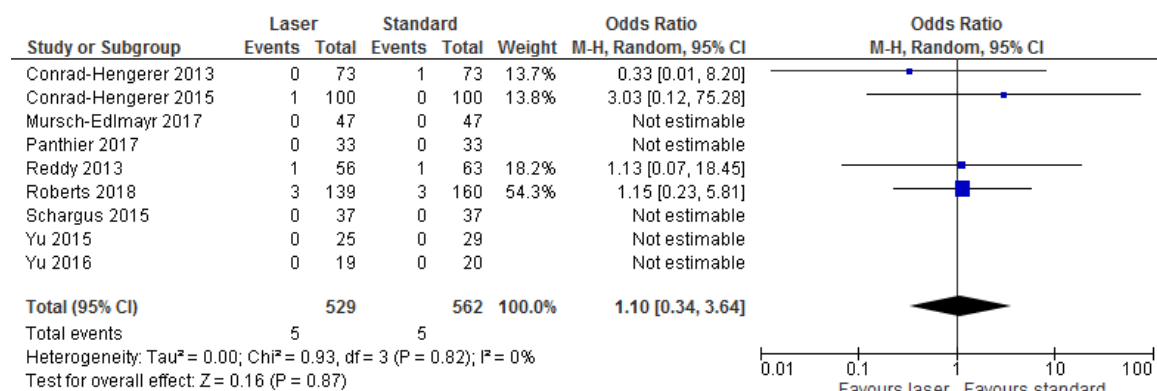 Laser Standard Odds Ratio Odds Ratio
Study or Subgroup Events Total Events Total Weight M-H, Random, 95% CI M-H, Random, 95% CI
Conrad-Hengerer 2013 0 73 1 73 13.7% 0.33 [0.01, 8.20]
Conrad-Hengerer 2015 1 100 0 100 13.8% 3.03 [0.12, 75.28]
Mursch-Edlmayr 2017 0 47 0 47 Not estimable
Panthier 2017 0 33 0 33 Not estimable
Reddy 2013 1 56 1 63 18.2% 1.13 [0.07, 18.45]
Roberts 2018 3 139 3 160 54.3% 1.15 [0.23, 5.81]
Schargus 2015 0 37 0 37 Not estimable
Yu 2015 0 25 0 29 Not estimable
Yu 2016 0 19 0 20 Not estimable
Total (95% CI) 529 562 100.0% 1.10 [0.34, 3.64]
Total events 5 5
Heterogeneity: Tau² = 0.00; Chi² = 0.93, df = 3 (P = 0.82); I² = 0%
Test for overall effect: Z = 0.16 (P = 0.87)
0.01 0.1 1 10 100
Favours laser Favours standard